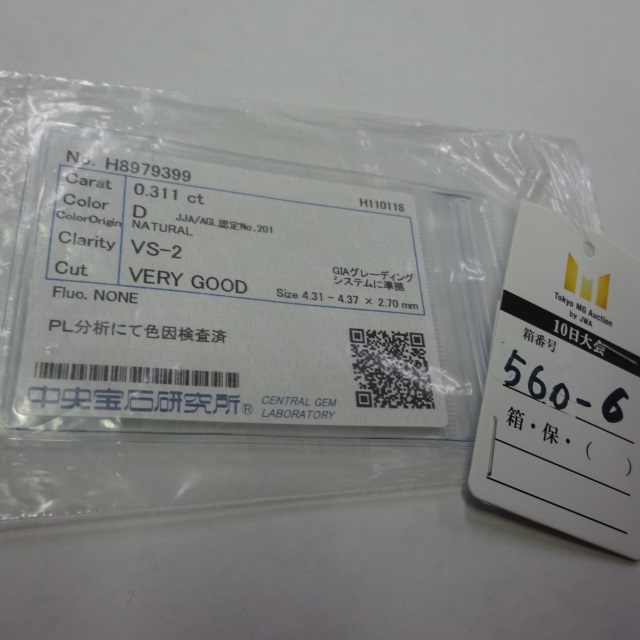 No. H8979399
Carat 0.311 ct
H110118
Color D JJA/AGL 認定No.201
ColorOrigin NATURAL
Clarity VS-2
Cut VERY GOOD
GIAグレーディング
システムに準拠
Size 4.31 - 4.37 × 2.70 mm
Fluo. NONE
PL分析にて色因検査済
中央宝石研究所® CENTRAL GEM
LABORATORY
Tokyo MG Auction
by JWA
10日大会
箱番号
560-6
箱・保・( )